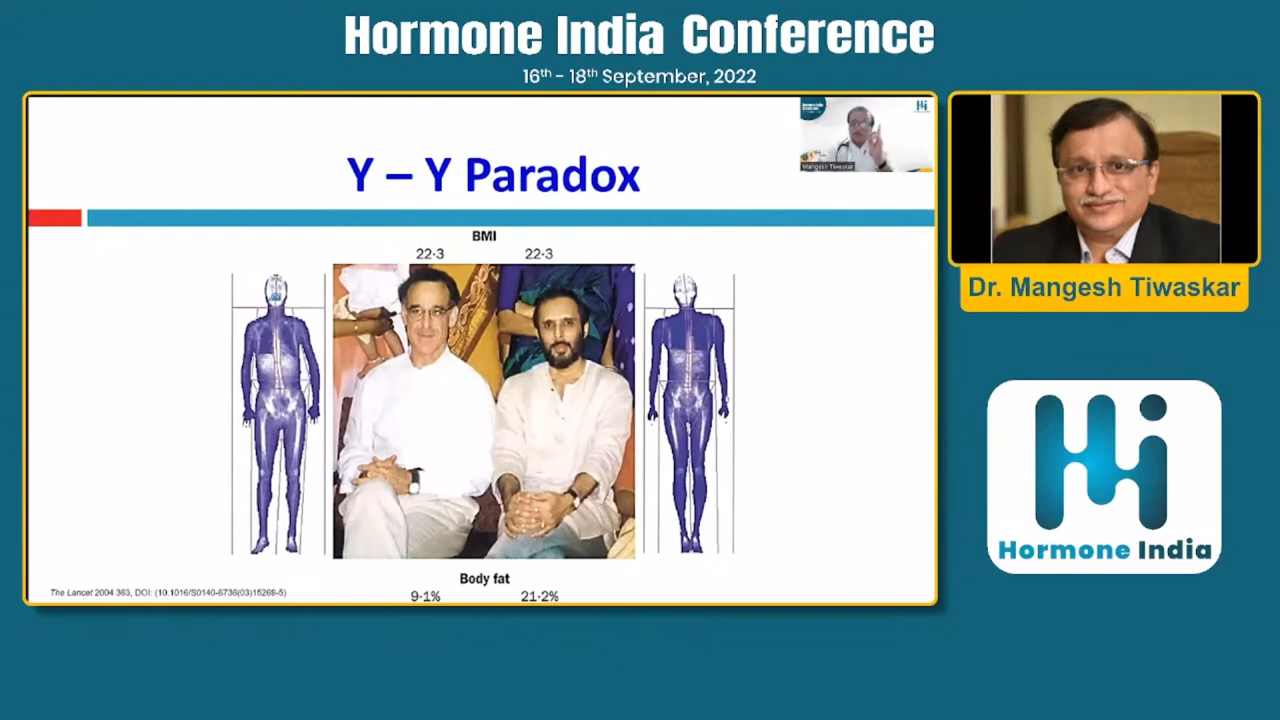 Hormone India Conference
16th - 18th September, 2022
Y – Y Paradox
Mangesh Tiwaskar
BMI
22·3 22·3
Body fat
9·1% 21·2%
The Lancet 2004 363, DOI: (10.1016/S0140-6736(03)15269-5)
Dr. Mangesh Tiwaskar
Hi
Hormone India